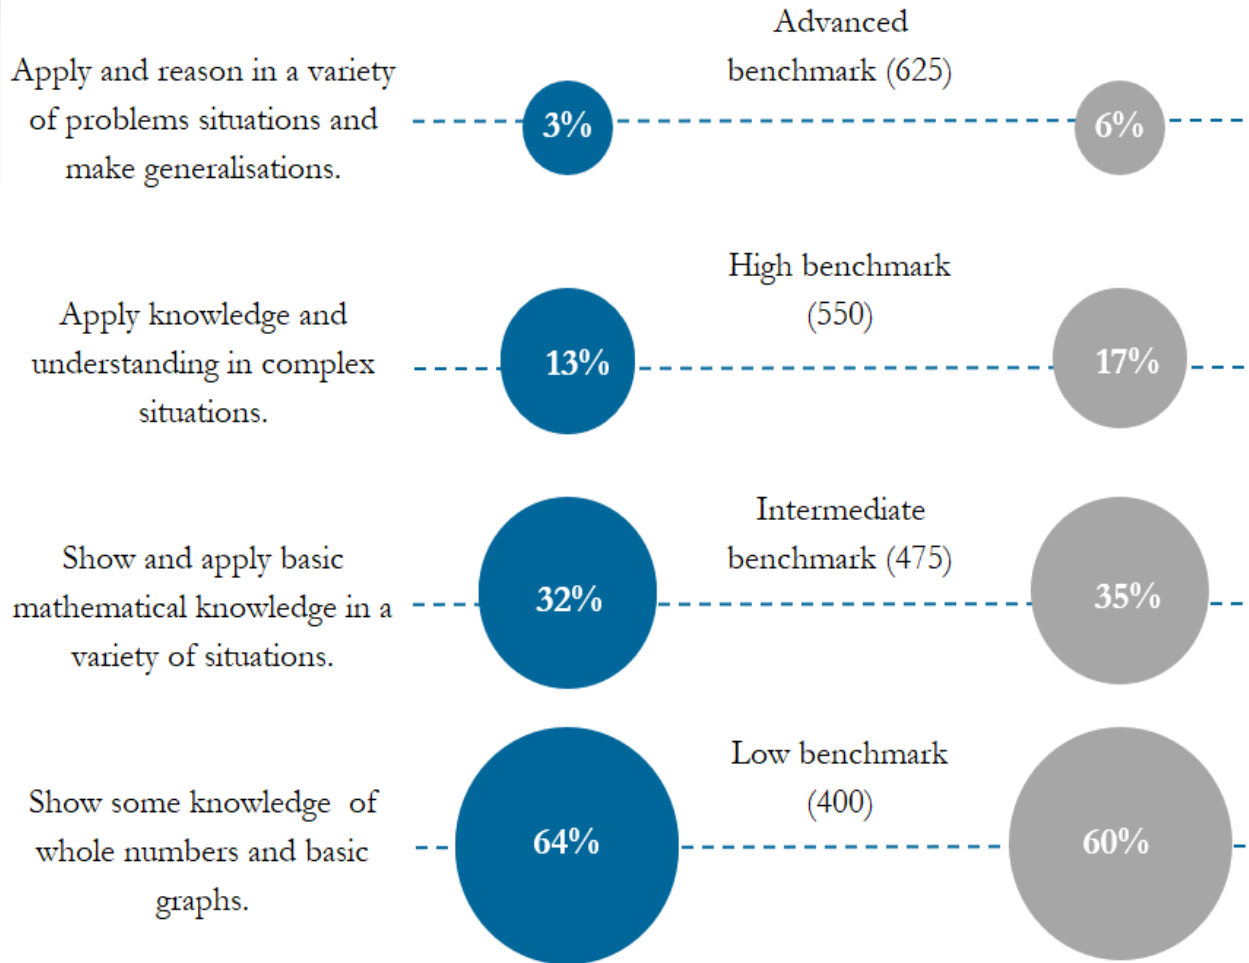 Apply and reason in a variety
of problems situations and
make generalisations.
3%
Advanced
benchmark (625)
6%
Apply knowledge and
understanding in complex
situations.
13%
High benchmark
(550)
17%
Show and apply basic
mathematical knowledge in a
variety of situations.
32%
Intermediate
benchmark (475)
35%
Show some knowledge of
whole numbers and basic
graphs.
64%
Low benchmark
(400)
60%